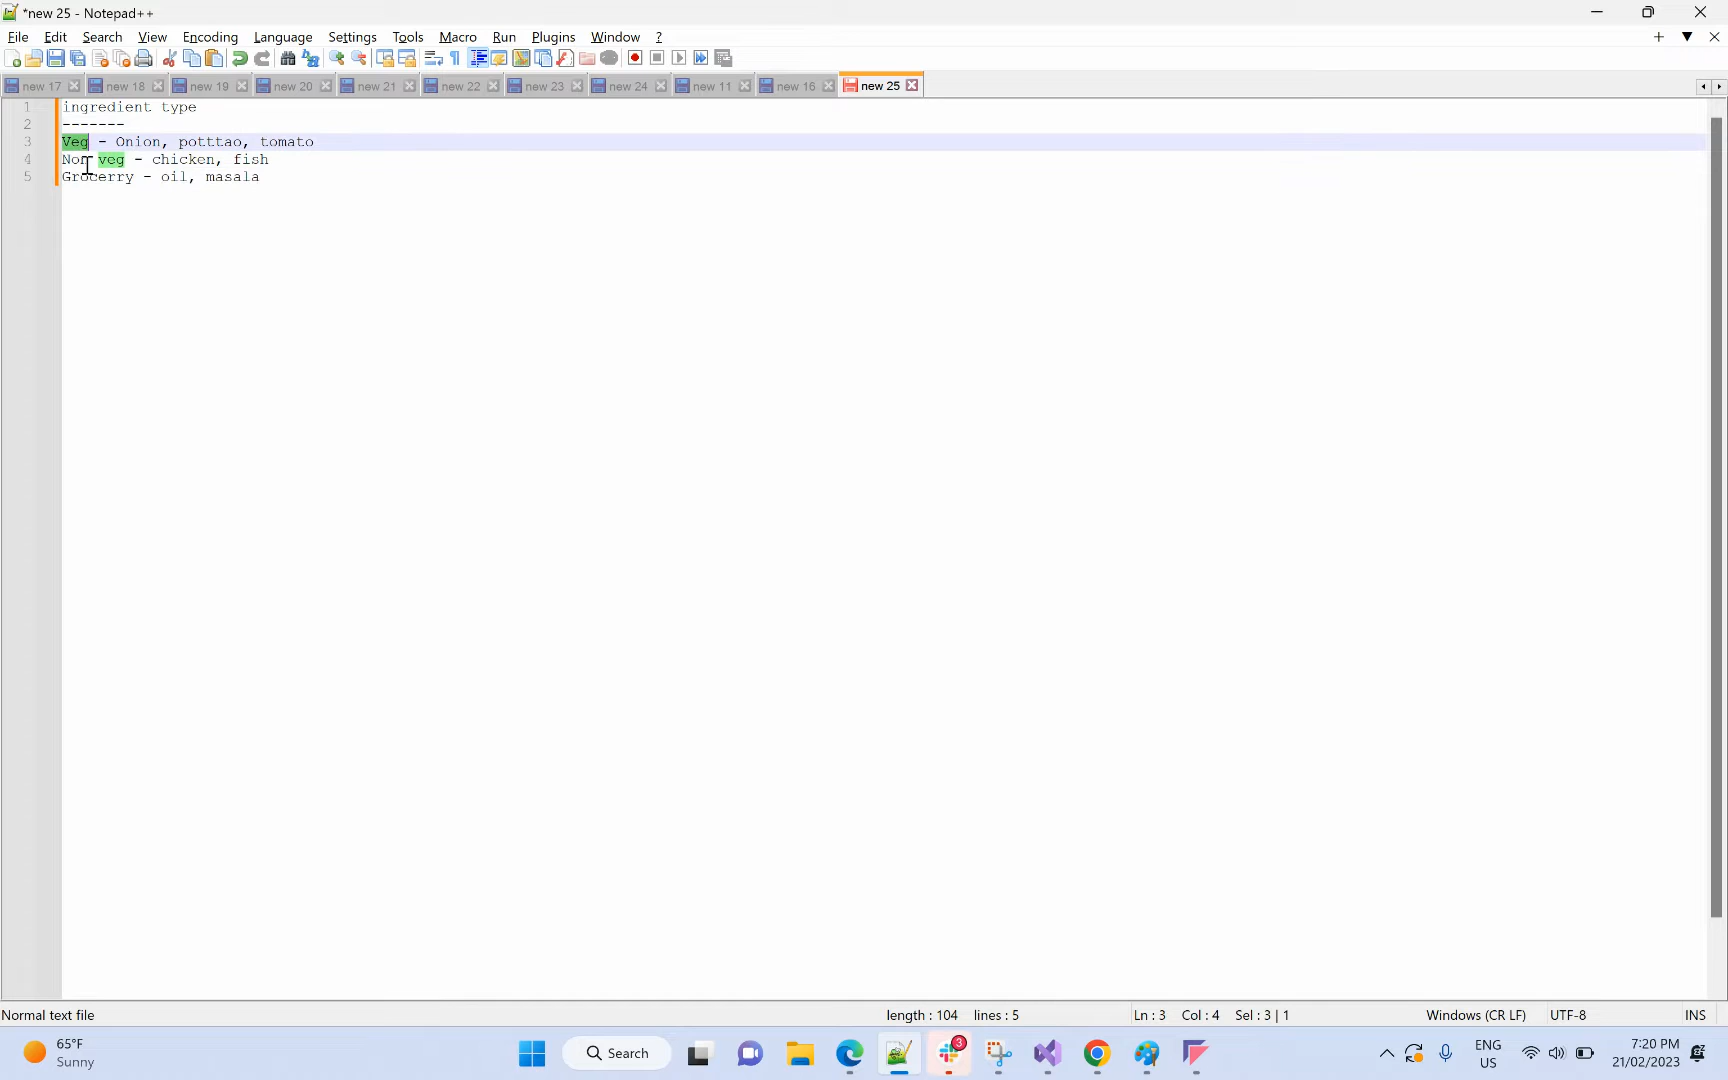 *new 25 - Notepad++
File Edit Search View Encoding Language Settings Tools Macro Run Plugins Window ?
new 17 new 18 new 19 new 20 new 21 new 22 new 23 new 24 new 11 new 16 new 25
1 ingredient type
2 -------
3 Veg - Onion, potttao, tomato
4 Non veg - chicken, fish
5 Grocerry - oil, masala
Normal text file length : 104 lines : 5 Ln : 3 Col : 4 Sel : 3 | 1 Windows (CR LF) UTF-8 INS
65°F
Sunny
Search
3
ENG
US
7:20 PM
21/02/2023